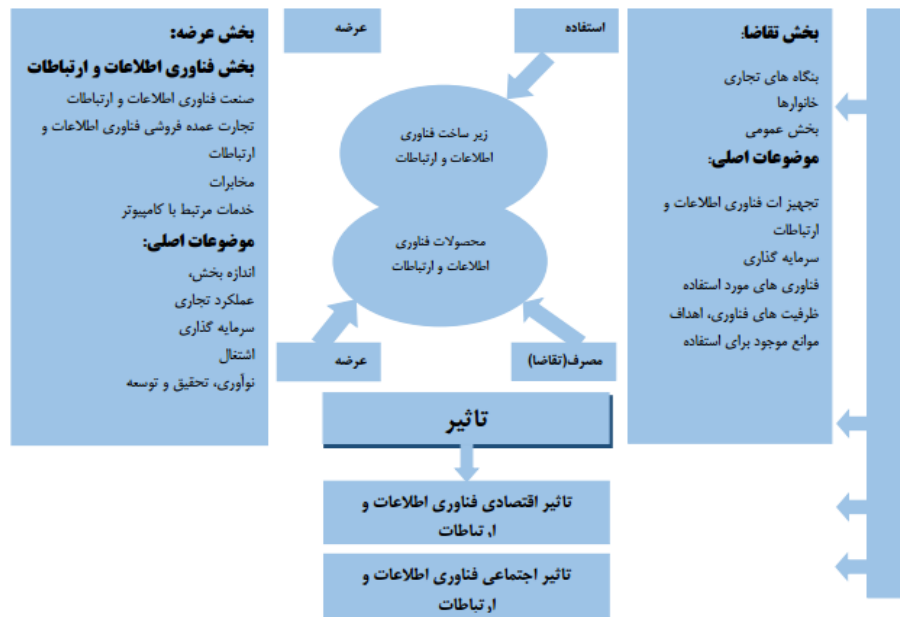 بخش تقاضا:
بنگاه های تجاری
خانوارها
بخش عمومی
موضوعات اصلی:
تجهیز ات فناوری اطلاعات و
ارتباطات
سرمایه گذاری
فناوری های مورد استفاده
ظرفیت های فناوری، اهداف
موانع موجود برای استفاده
استفاده
عرضه
زیر ساخت فناوری
اطلاعات و ارتباطات
محصولات فناوری
اطلاعات و ارتباطات
مصرف(تقاضا)
عرضه
تاثیر
تاثیر اقتصادی فناوری اطلاعات و
ارتباطات
تاثیر اجتماعی فناوری اطلاعات و
ارتباطات
بخش عرضه:
بخش فناوری اطلاعات و ارتباطات
صنعت فناوری اطلاعات و ارتباطات
تجارت عمده فروشی فناوری اطلاعات و
ارتباطات
مخابرات
خدمات مرتبط با کامپیوتر
موضوعات اصلی:
اندازه بخش،
عملکرد تجاری
سرمایه گذاری
اشتغال
نوآوری، تحقیق و توسعه